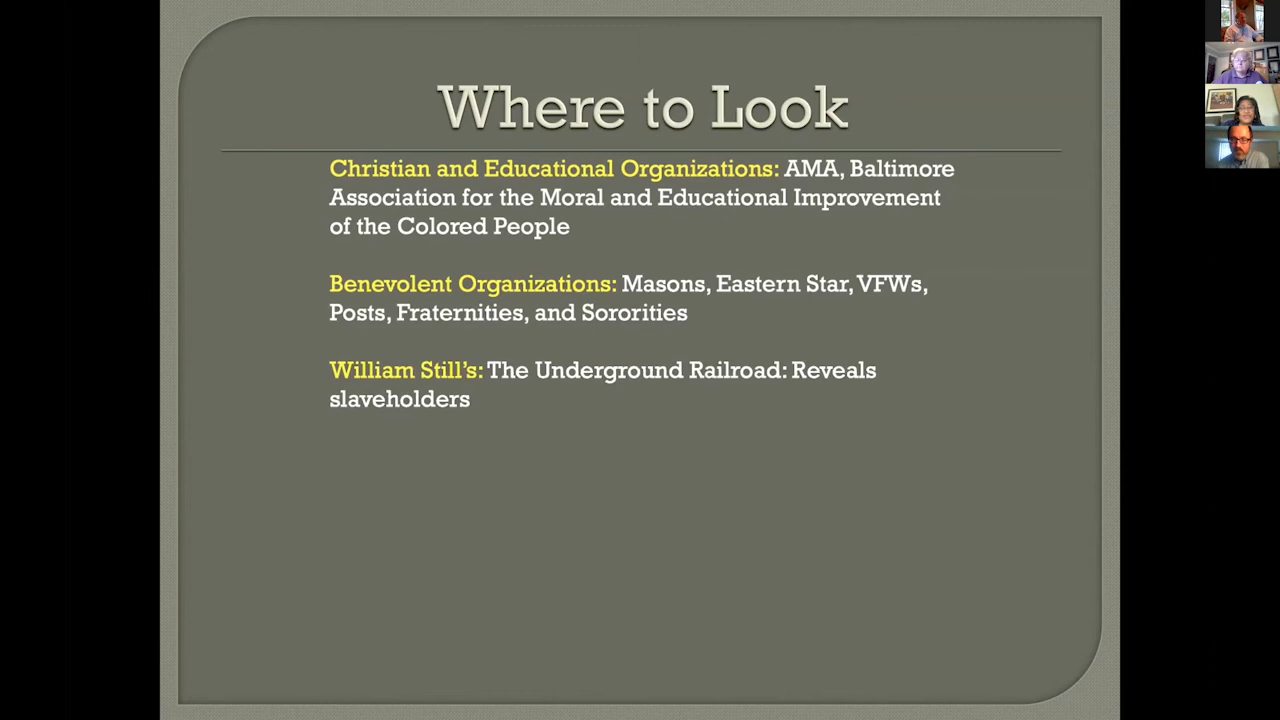 Where to Look
Christian and Educational Organizations: AMA, Baltimore
Association for the Moral and Educational Improvement
of the Colored People
Benevolent Organizations: Masons, Eastern Star, VFWs,
Posts, Fraternities, and Sororities
William Still's: The Underground Railroad: Reveals
slaveholders